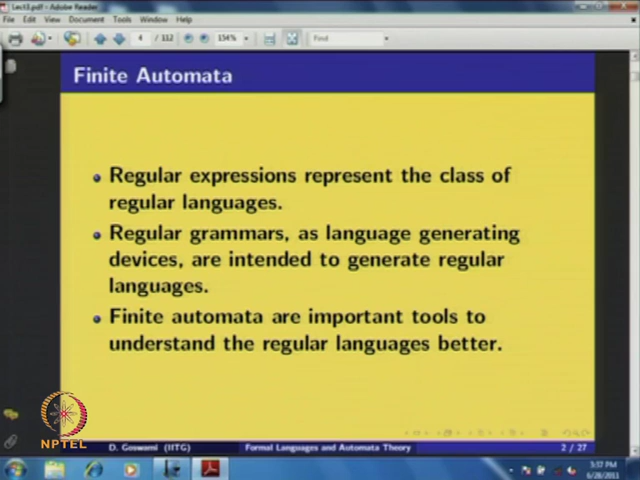 Lect3.pdf - Adobe Reader
File Edit View Document Tools Window Help
4 / 112 154% Find
Finite Automata
Regular expressions represent the class of
regular languages.
Regular grammars, as language generating
devices, are intended to generate regular
languages.
Finite automata are important tools to
understand the regular languages better.
NPTEL
D. Goswami (IITG) Formal Languages and Automata Theory 2 / 27
5:37 PM
6/28/2011